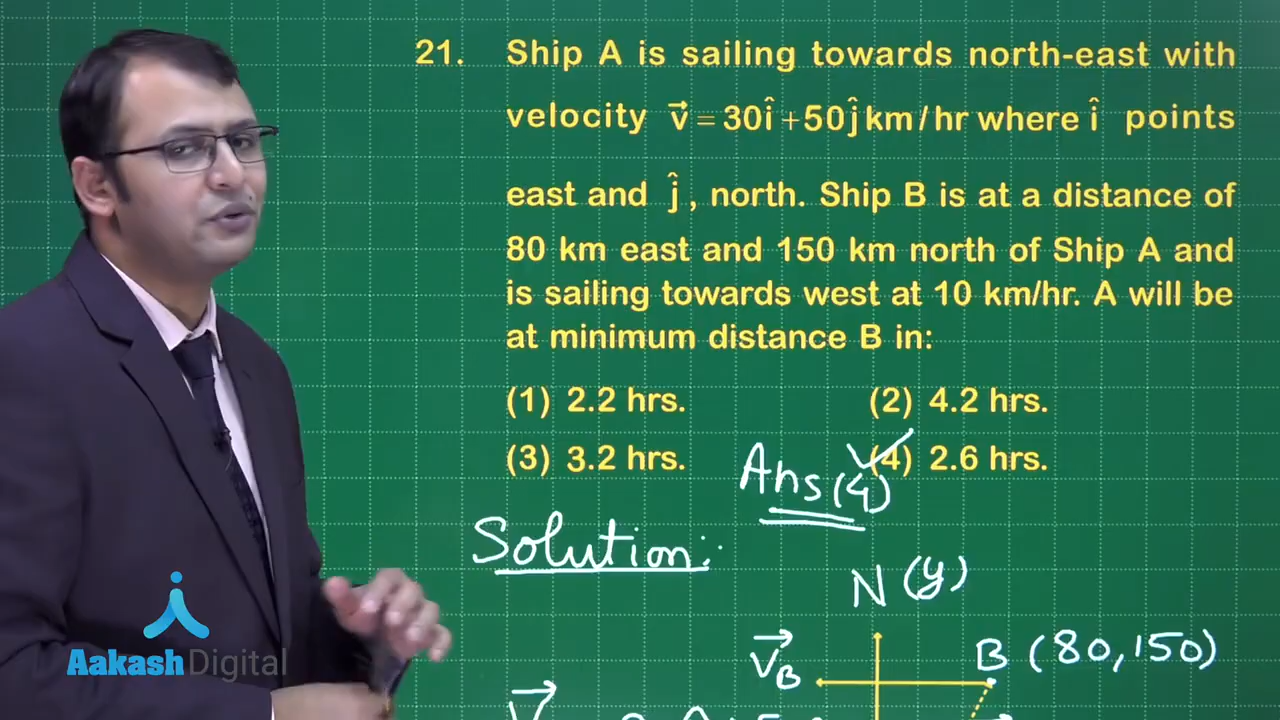 21. Ship A is sailing towards north-east with
velocity v⃗ = 30î + 50ĵ km/hr where î points
east and ĵ, north. Ship B is at a distance of
80 km east and 150 km north of Ship A and
is sailing towards west at 10 km/hr. A will be
at minimum distance B in:
(1) 2.2 hrs. (2) 4.2 hrs.
(3) 3.2 hrs. (4) 2.6 hrs.
Ans (4)
Solution:
N (y)
V⃗B
B (80,150)
Aakash Digital